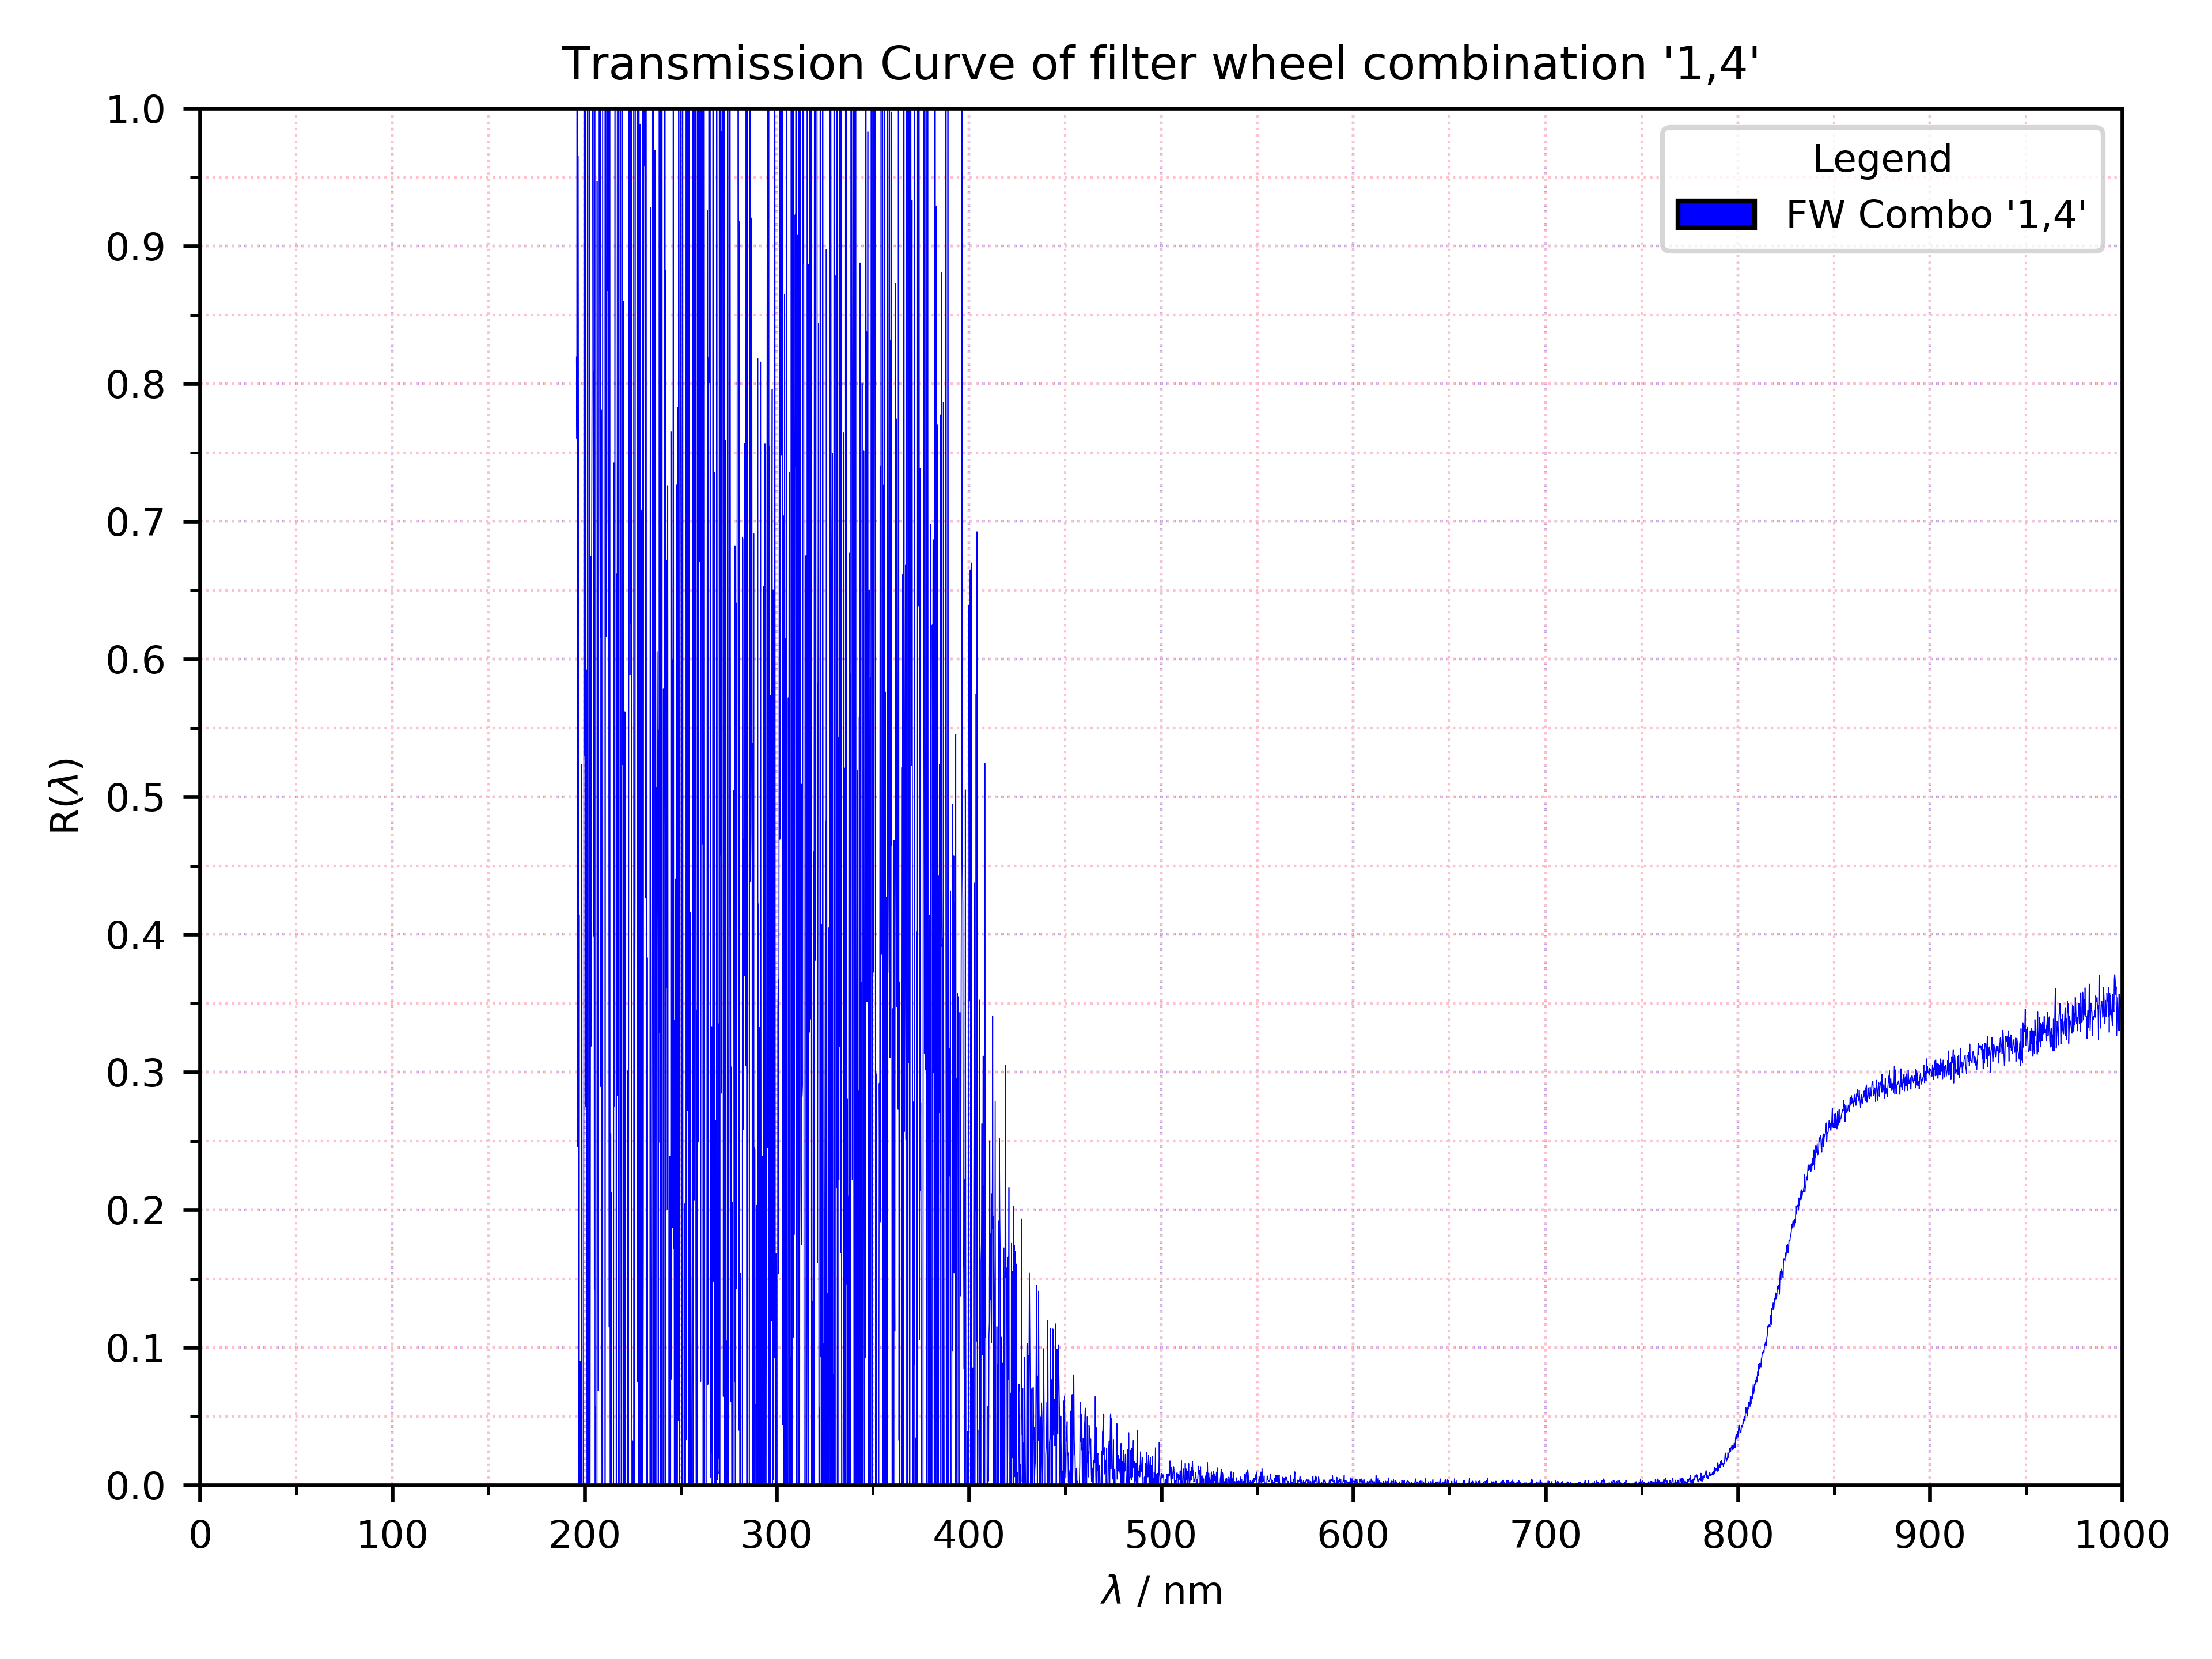 Transmission Curve of filter wheel combination '1,4'
Legend
FW Combo '1,4'
R(λ)
1.0
0.9
0.8
0.7
0.6
0.5
0.4
0.3
0.2
0.1
0.0
0 100 200 300 400 500 600 700 800 900 1000
λ / nm